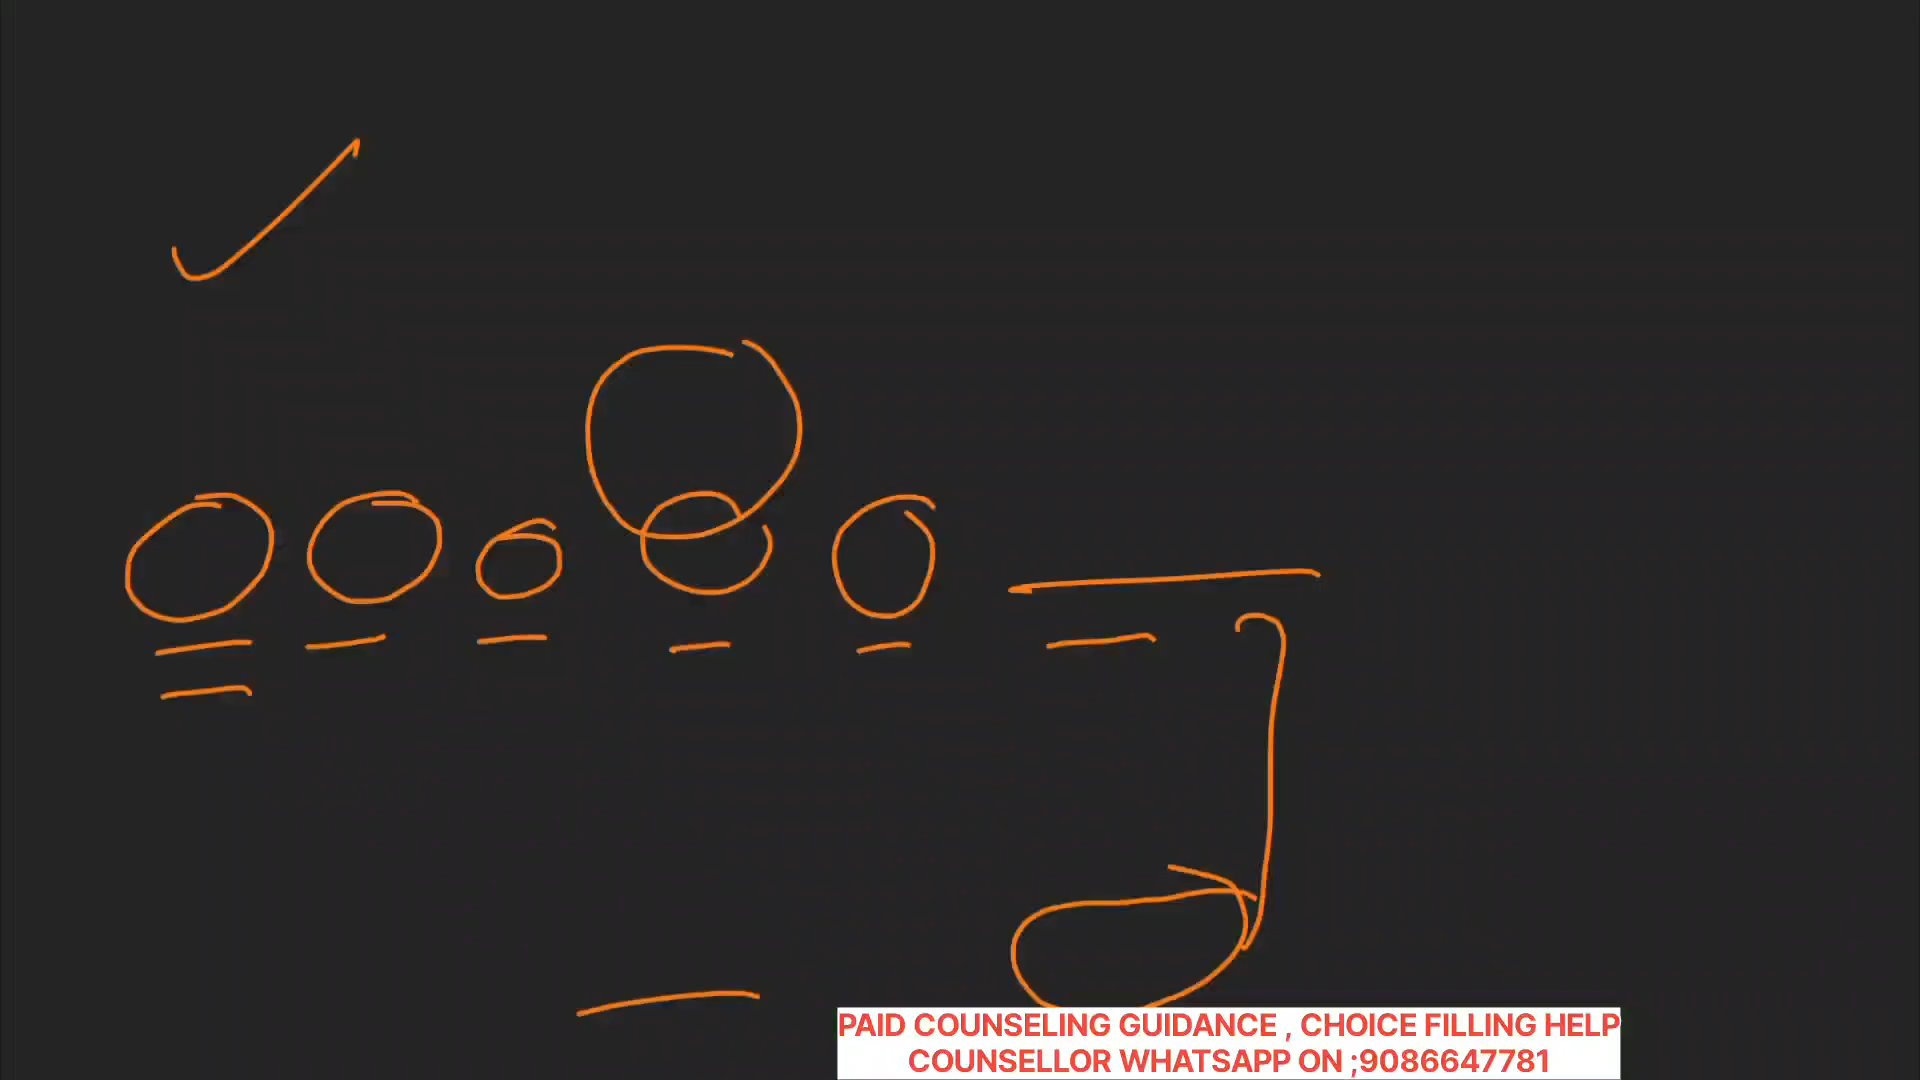 PAID COUNSELING GUIDANCE , CHOICE FILLING HELP
COUNSELLOR WHATSAPP ON ;9086647781